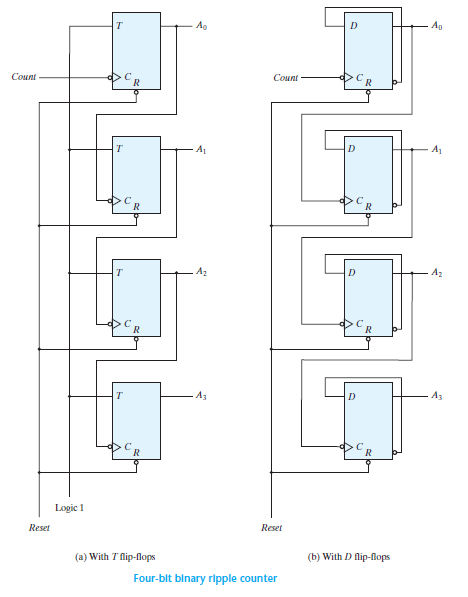 T A0 D A0
Count C R Count C R
T A1 D A1
C R C R
T A2 D A2
C R C R
T A3 D A3
C R C R
Logic 1
Reset Reset
(a) With T flip-flops (b) With D flip-flops
Four-bit binary ripple counter